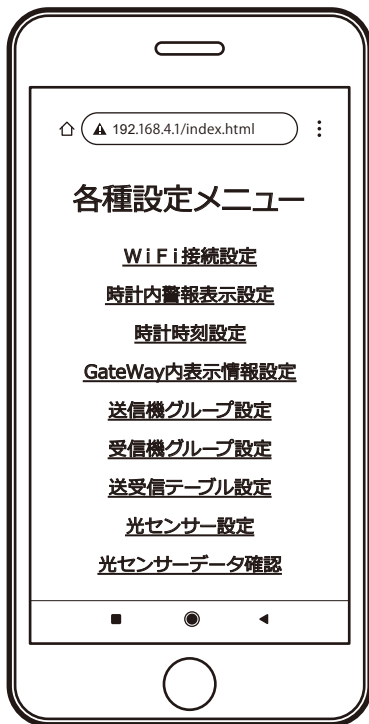 192.168.4.1/index.html
各種設定メニュー
WiFi接続設定
時計内警報表示設定
時計時刻設定
GateWay内表示情報設定
送信機グループ設定
受信機グループ設定
送受信テーブル設定
光センサー設定
光センサーデータ確認